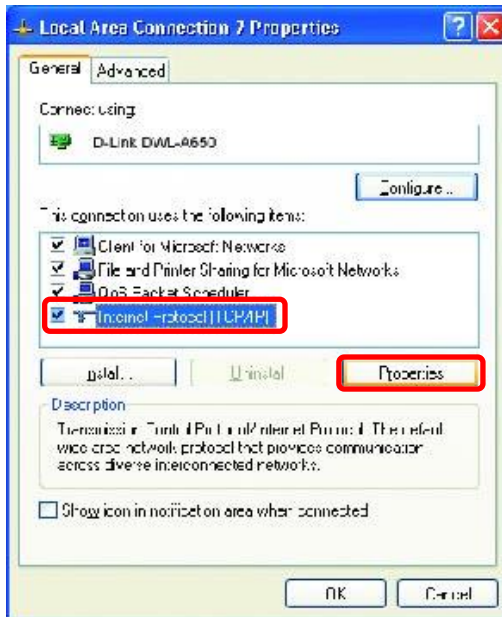 Local Area Connection 7 Properties
General
Advanced
Connect using:
D-Link DWL-A650
Configure...
This connection uses the following items:
Client for Microsoft Networks
File and Printer Sharing for Microsoft Networks
QoS Packet Scheduler
Internet Protocol (TCP/IP)
Install...
Uninstall
Properties
Description
Transmission Control Protocol/Internet Protocol. The default
wide area network protocol that provides communication
across diverse interconnected networks.
Show icon in notification area when connected
OK
Cancel